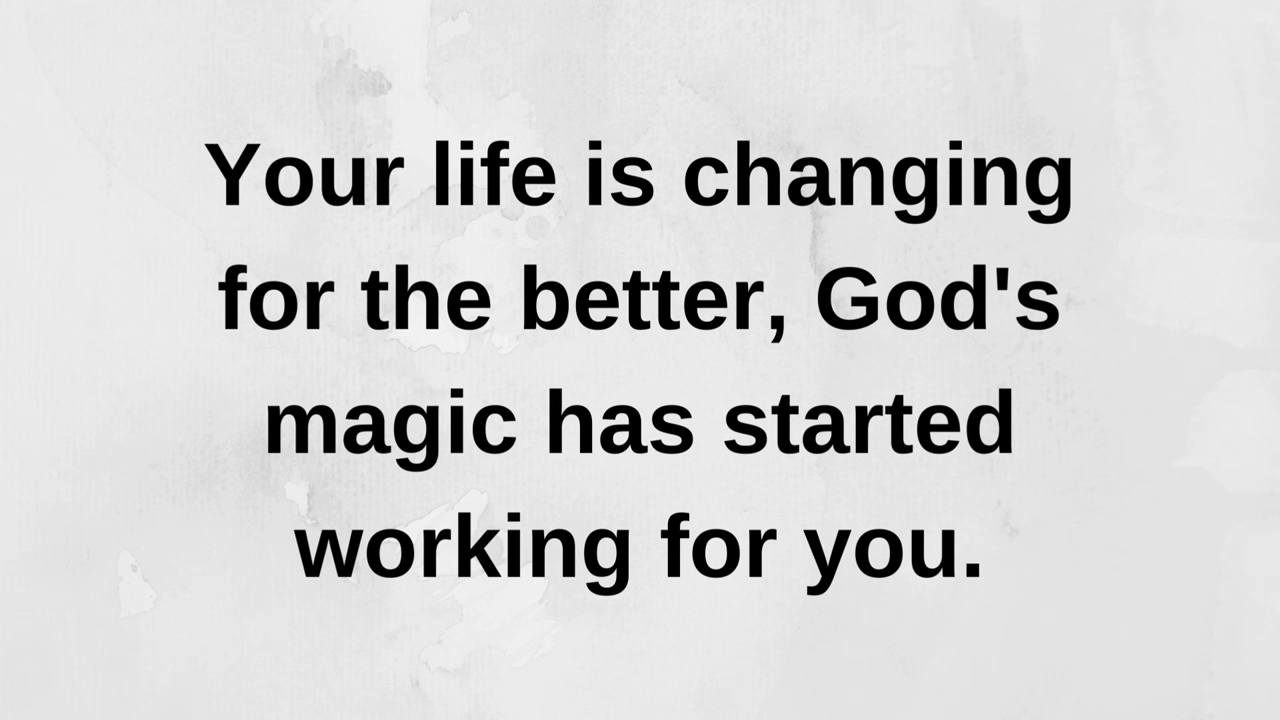 Your life is changing
for the better, God's
magic has started
working for you.